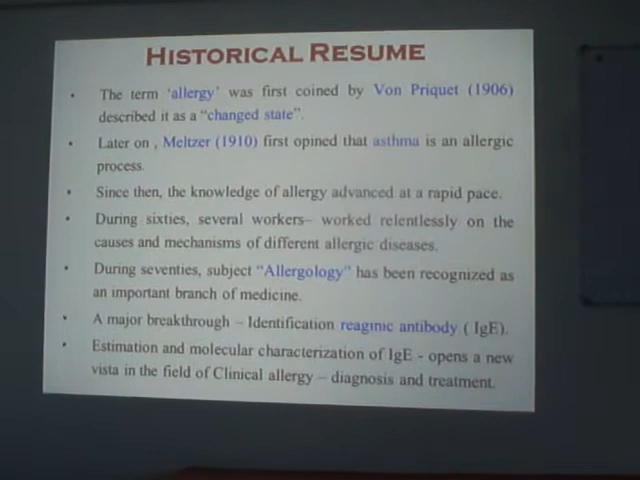 HISTORICAL RESUME
• The term ‘allergy’ was first coined by Von Priquet (1906)
described it as a “changed state”.
• Later on , Meltzer (1910) first opined that asthma is an allergic
process.
• Since then, the knowledge of allergy advanced at a rapid pace.
• During sixties, several workers– worked relentlessly on the
causes and mechanisms of different allergic diseases.
• During seventies, subject “Allergology” has been recognized as
an important branch of medicine.
• A major breakthrough – Identification reaginic antibody ( IgE).
• Estimation and molecular characterization of IgE - opens a new
vista in the field of Clinical allergy – diagnosis and treatment.